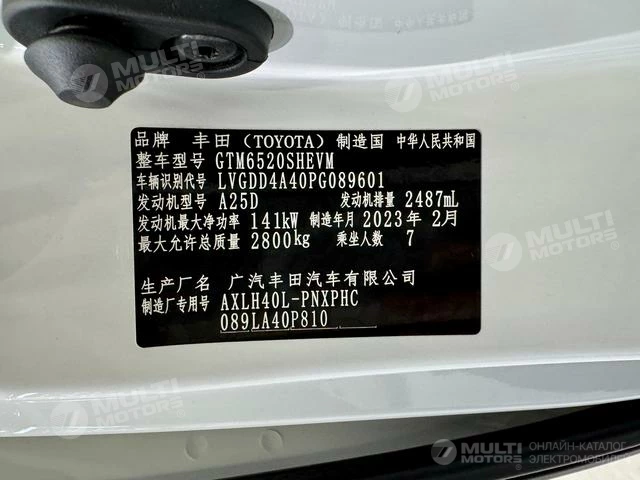 品牌 丰田 (TOYOTA) 制造国 中华人民共和国
整车型号 GTM6520SHEVM
车辆识别代号 LVGDD4A40PG089601
发动机型号 A25D 发动机排量 2487mL
发动机最大净功率 141kW 制造年月 2023年2月
最大允许总质量 2800kg 乘坐人数 7
生产厂名 广汽丰田汽车有限公司
制造厂专用号 AXLH40L-PNXPHC
089LA40P810
MULTI MOTORS®
MULTI MOTORS®
MULTI MOTORS®
MULTI MOTORS®
MULTI MOTORS® ОНЛАЙН-КАТАЛОГ ЭЛЕКТРОМОБИЛЕЙ